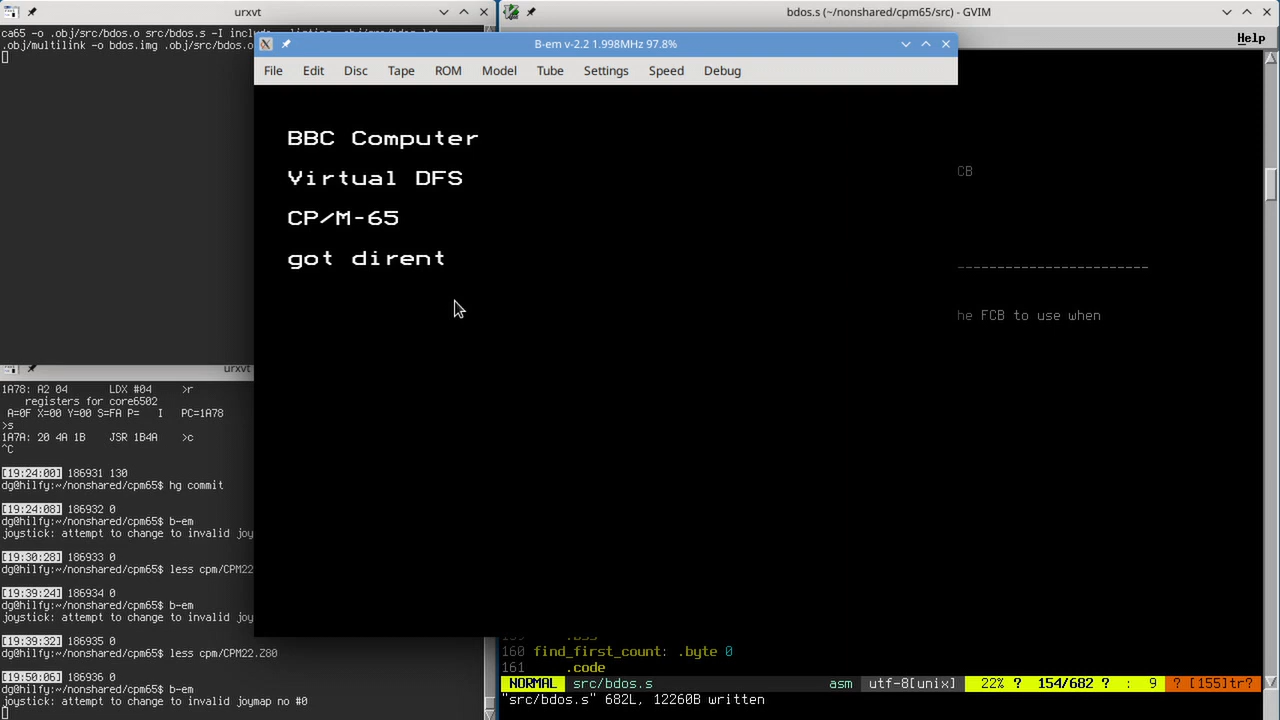 urxvt
bdos.s (~/nonshared/cpm65/src) - GVIM
Help
ca65 -o .obj/src/bdos.o src/bdos.s -I
.obj/multilink -o bdos.img .obj/src/bdos.o
B-em v-2.2 1.998MHz 97.8%
File Edit Disc Tape ROM Model Tube Settings Speed Debug
BBC Computer
Virtual DFS
CP/M-65
got dirent
CB
------------------------
he FCB to use when
urxvt
1A78: A2 04 LDX #04 >r
registers for core6502
A=0F X=00 Y=00 S=FA P= I PC=1A78
>s
1A7A: 20 4A 1B JSR 1B4A >c
^C
[19:24:00] 186931 130
dg@hilfy:~/nonshared/cpm65$ hg commit
[19:24:08] 186932 0
dg@hilfy:~/nonshared/cpm65$ b-em
joystick: attempt to change to invalid joy
[19:30:28] 186933 0
dg@hilfy:~/nonshared/cpm65$ less cpm/CPM22
[19:39:24] 186934 0
dg@hilfy:~/nonshared/cpm65$ b-em
joystick: attempt to change to invalid joy
[19:39:32] 186935 0
dg@hilfy:~/nonshared/cpm65$ less cpm/CPM22.Z80
[19:50:06] 186936 0
dg@hilfy:~/nonshared/cpm65$ b-em
joystick: attempt to change to invalid joymap no #0
160 find_first_count: .byte 0
161 .code
NORMAL src/bdos.s asm utf-8[unix] 22% ? 154/682 ? : 9 ? [155]tr?
"src/bdos.s" 682L, 12260B written